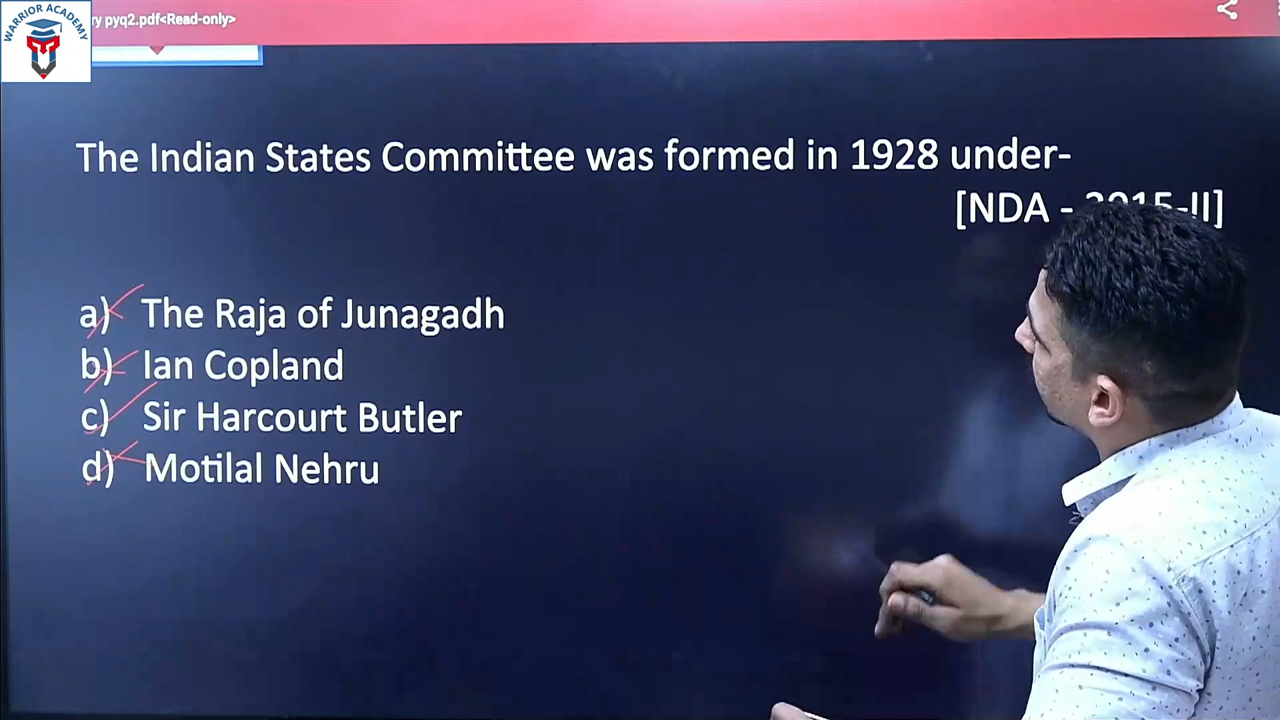 WARRIOR ACADEMY
ry pyq2.pdf<Read-only>
The Indian States Committee was formed in 1928 under-
[NDA - 2015-II]
a) The Raja of Junagadh
b) Ian Copland
c) Sir Harcourt Butler
d) Motilal Nehru